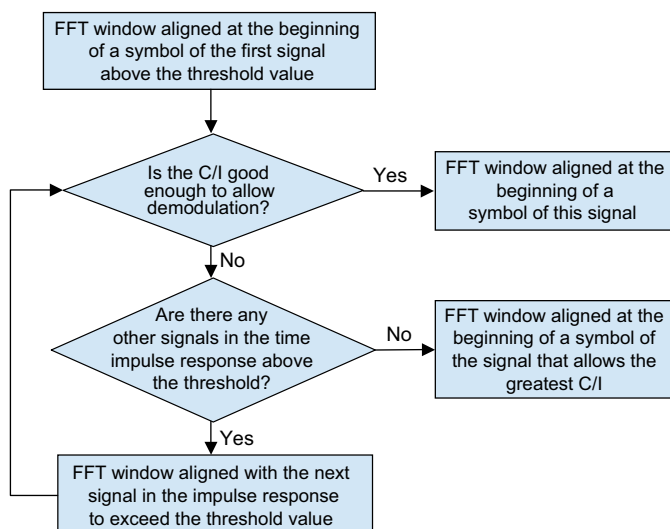 FFT window aligned at the beginning
of a symbol of the first signal
above the threshold value
Is the C/I good
enough to allow
demodulation?
Yes
FFT window aligned at the
beginning of a
symbol of this signal
No
Are there any
other signals in the time
impulse response above
the threshold?
No
FFT window aligned at the
beginning of a symbol of
the signal that allows the
greatest C/I
Yes
FFT window aligned with the next
signal in the impulse response
to exceed the threshold value